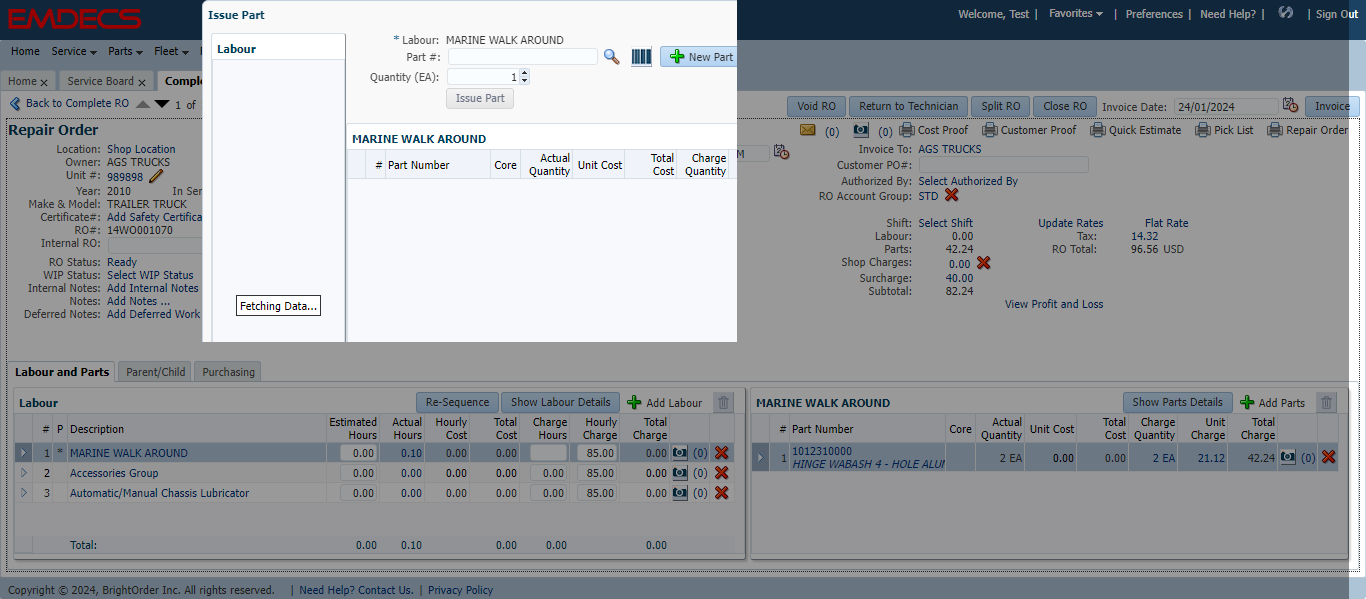 EMDECS
Welcome, Test | Favorites | Preferences | Need Help? | | Sign Out
Home Service Parts Fleet
Home x Service Board x Comple
Back to Complete RO 1 of
Issue Part
Labour
* Labour: MARINE WALK AROUND
Part #:
New Part
Quantity (EA): 1
Issue Part
MARINE WALK AROUND
# Part Number Core Actual Quantity Unit Cost Total Cost Charge Quantity
Fetching Data...
Void RO Return to Technician Split RO Close RO Invoice Date: 24/01/2024 Invoice
(0) (0) Cost Proof Customer Proof Quick Estimate Pick List Repair Order
Repair Order
Location: Shop Location
Owner: AGS TRUCKS
Unit #: 989898
Year: 2010 In Ser
Make & Model: TRAILER TRUCK
Certificate#: Add Safety Certifica
RO#: 14WO001070
Internal RO:
RO Status: Ready
WIP Status: Select WIP Status
Internal Notes: Add Internal Notes
Notes: Add Notes ...
Deferred Notes: Add Deferred Work
M
Invoice To: AGS TRUCKS
Customer PO#:
Authorized By: Select Authorized By
RO Account Group: STD
Shift: Select Shift Update Rates Flat Rate
Labour: 0.00 Tax: 14.32
Parts: 42.24 RO Total: 96.56 USD
Shop Charges: 0.00
Surcharge: 40.00
Subtotal: 82.24
View Profit and Loss
Labour and Parts Parent/Child Purchasing
Labour Re-Sequence Show Labour Details Add Labour
# P Description Estimated Hours Actual Hours Hourly Cost Total Cost Charge Hours Hourly Charge Total Charge
1 * MARINE WALK AROUND 0.00 0.10 0.00 0.00 85.00 0.00 (0)
2 Accessories Group 0.00 0.00 0.00 0.00 0.00 85.00 0.00 (0)
3 Automatic/Manual Chassis Lubricator 0.00 0.00 0.00 0.00 0.00 85.00 0.00 (0)
Total: 0.00 0.10 0.00 0.00 0.00
MARINE WALK AROUND Show Parts Details Add Parts
# Part Number Core Actual Quantity Unit Cost Total Cost Charge Quantity Unit Charge Total Charge
1 1012310000 2 EA 0.00 0.00 2 EA 21.12 42.24 (0)
HINGE WABASH 4 - HOLE ALU
Copyright © 2024, BrightOrder Inc. All rights reserved. | Need Help? Contact Us. | Privacy Policy